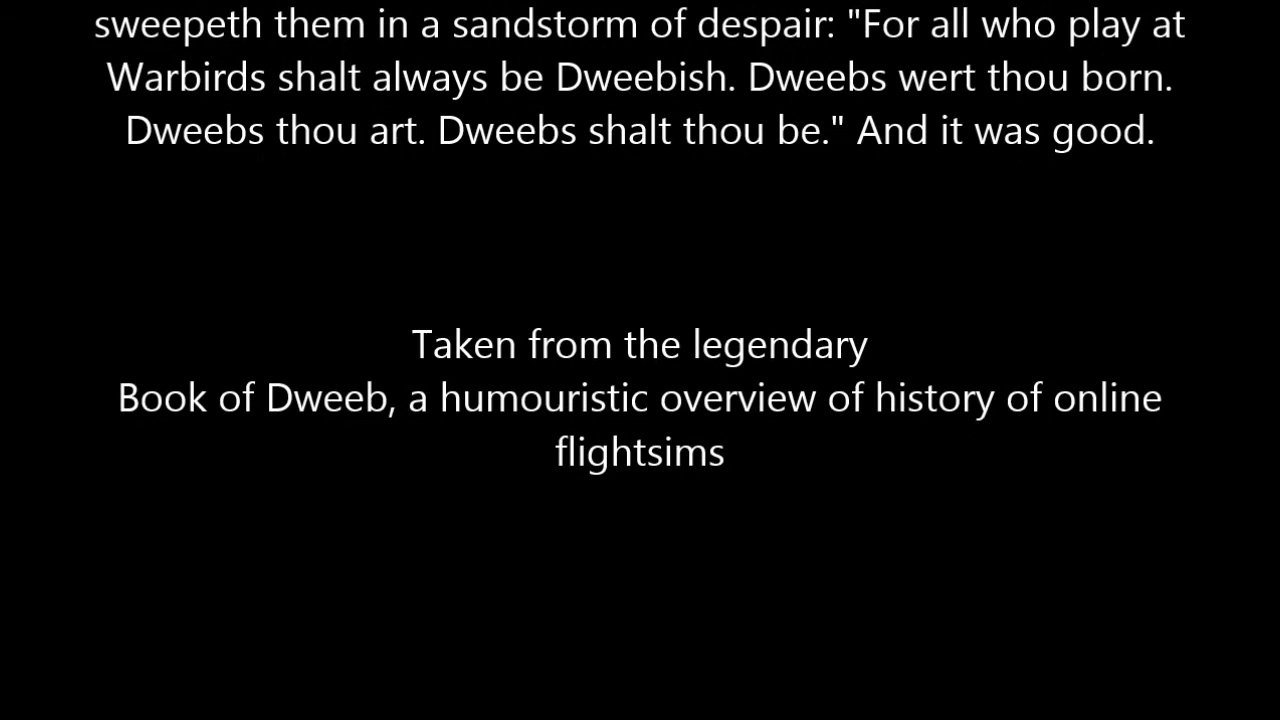 sweepeth them in a sandstorm of despair: "For all who play at
Warbirds shalt always be Dweebish. Dweebs wert thou born.
Dweebs thou art. Dweebs shalt thou be." And it was good.
Taken from the legendary
Book of Dweeb, a humouristic overview of history of online
flightsims